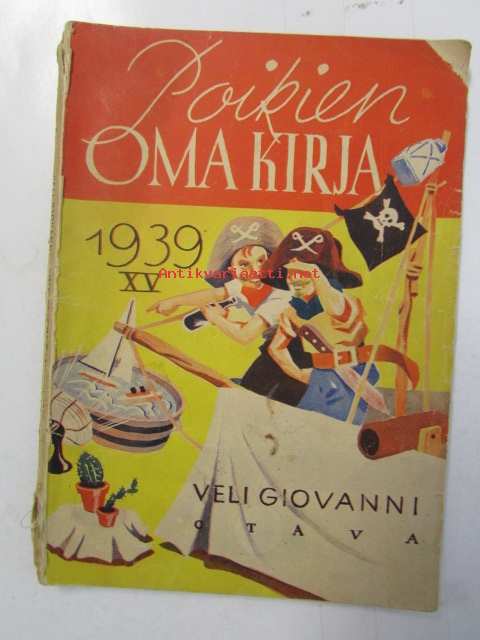 Poikien
OMA KIRJA
1939
XV
Antikvariaatti.net
VELI GIOVANNI
OTAVA